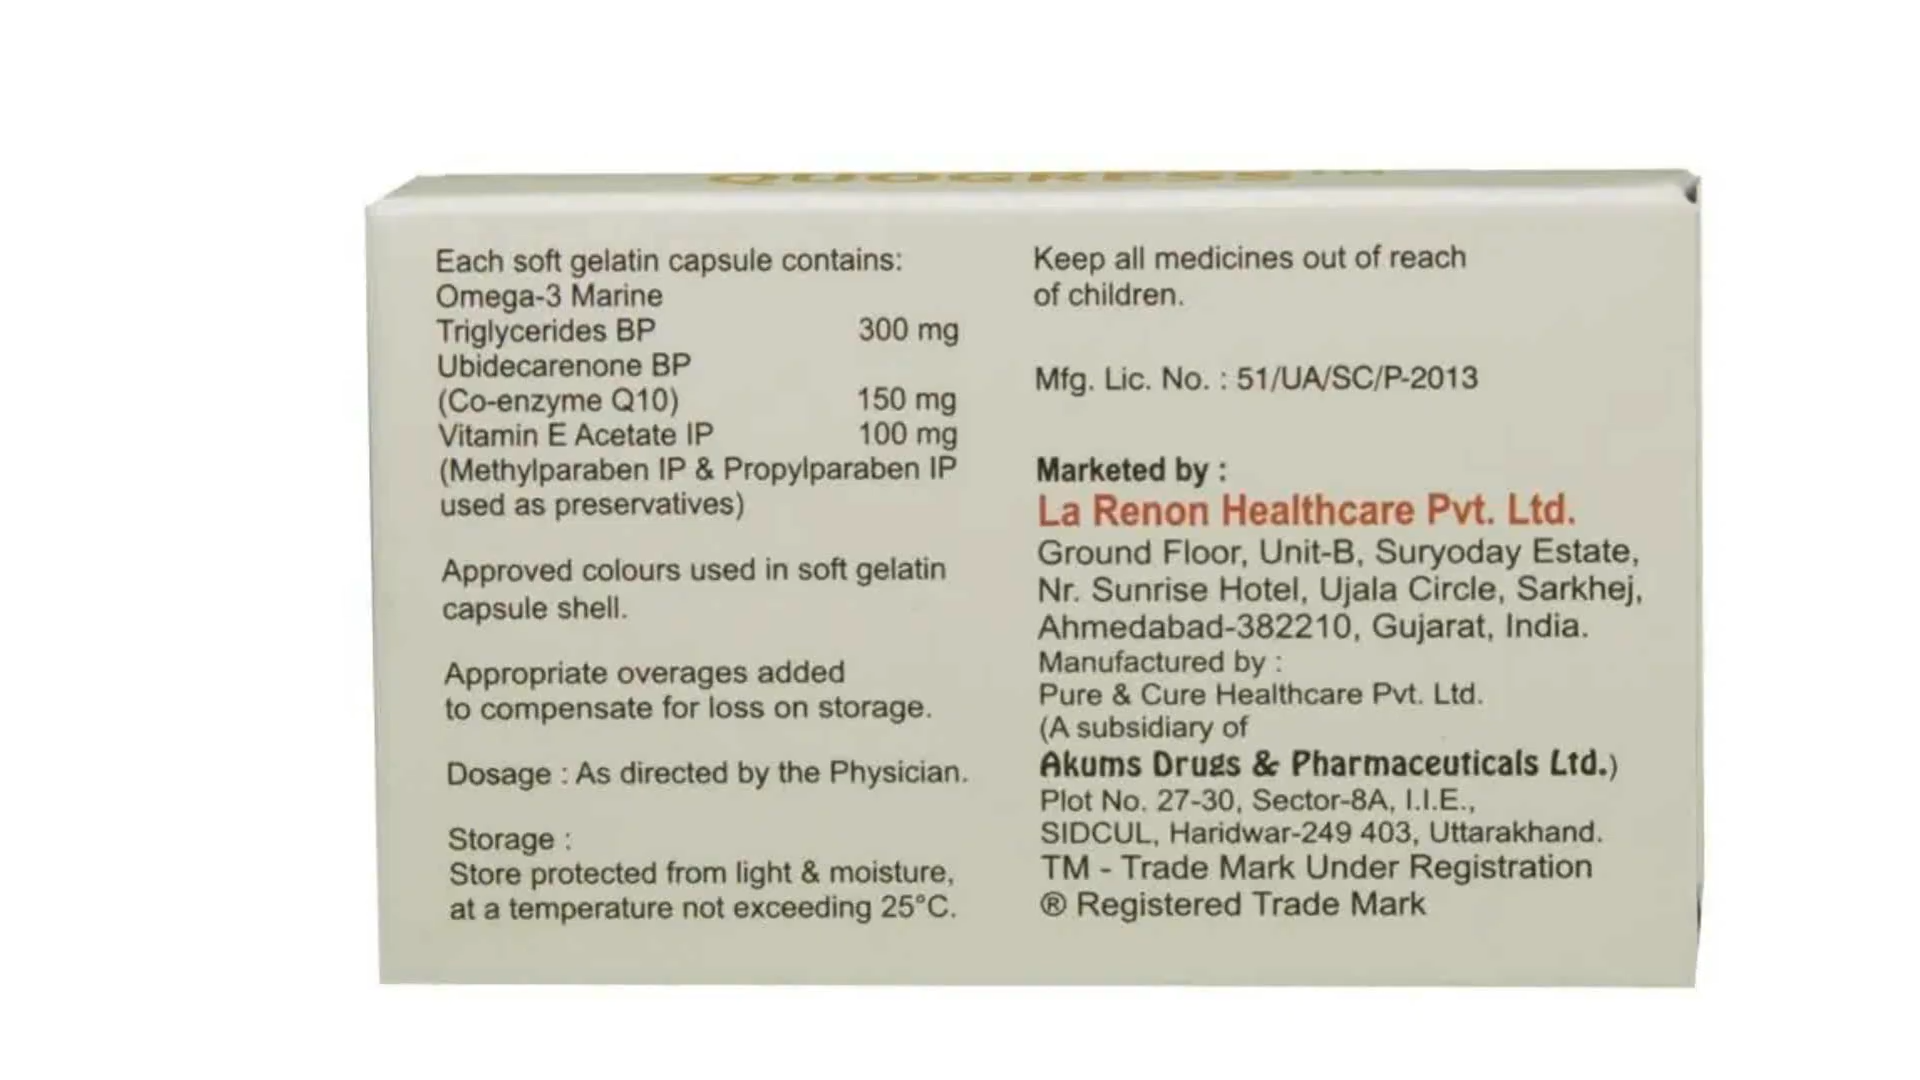 QUOGRESS™
Each soft gelatin capsule contains:
Omega-3 Marine
Triglycerides BP 300 mg
Ubidecarenone BP
(Co-enzyme Q10) 150 mg
Vitamin E Acetate IP 100 mg
(Methylparaben IP & Propylparaben IP
used as preservatives)
Approved colours used in soft gelatin
capsule shell.
Appropriate overages added
to compensate for loss on storage.
Dosage : As directed by the Physician.
Storage :
Store protected from light & moisture,
at a temperature not exceeding 25°C.
Keep all medicines out of reach
of children.
Mfg. Lic. No. : 51/UA/SC/P-2013
Marketed by :
La Renon Healthcare Pvt. Ltd.
Ground Floor, Unit-B, Suryoday Estate,
Nr. Sunrise Hotel, Ujala Circle, Sarkhej,
Ahmedabad-382210, Gujarat, India.
Manufactured by :
Pure & Cure Healthcare Pvt. Ltd.
(A subsidiary of
Akums Drugs & Pharmaceuticals Ltd.)
Plot No. 27-30, Sector-8A, I.I.E.,
SIDCUL, Haridwar-249 403, Uttarakhand.
TM - Trade Mark Under Registration
® Registered Trade Mark